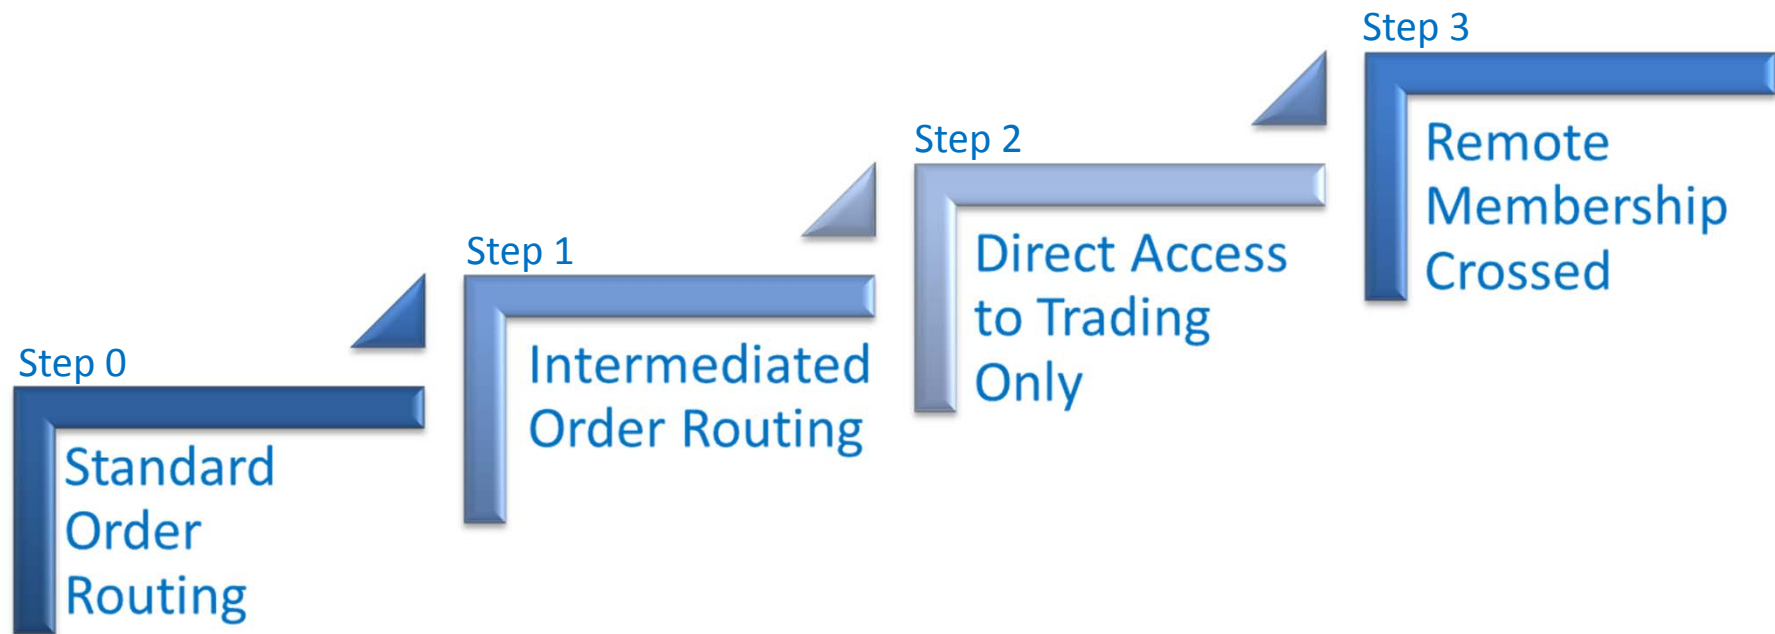 Step 0
Standard
Order
Routing
Step 1
Intermediated
Order Routing
Step 2
Direct Access
to Trading
Only
Step 3
Remote
Membership
Crossed